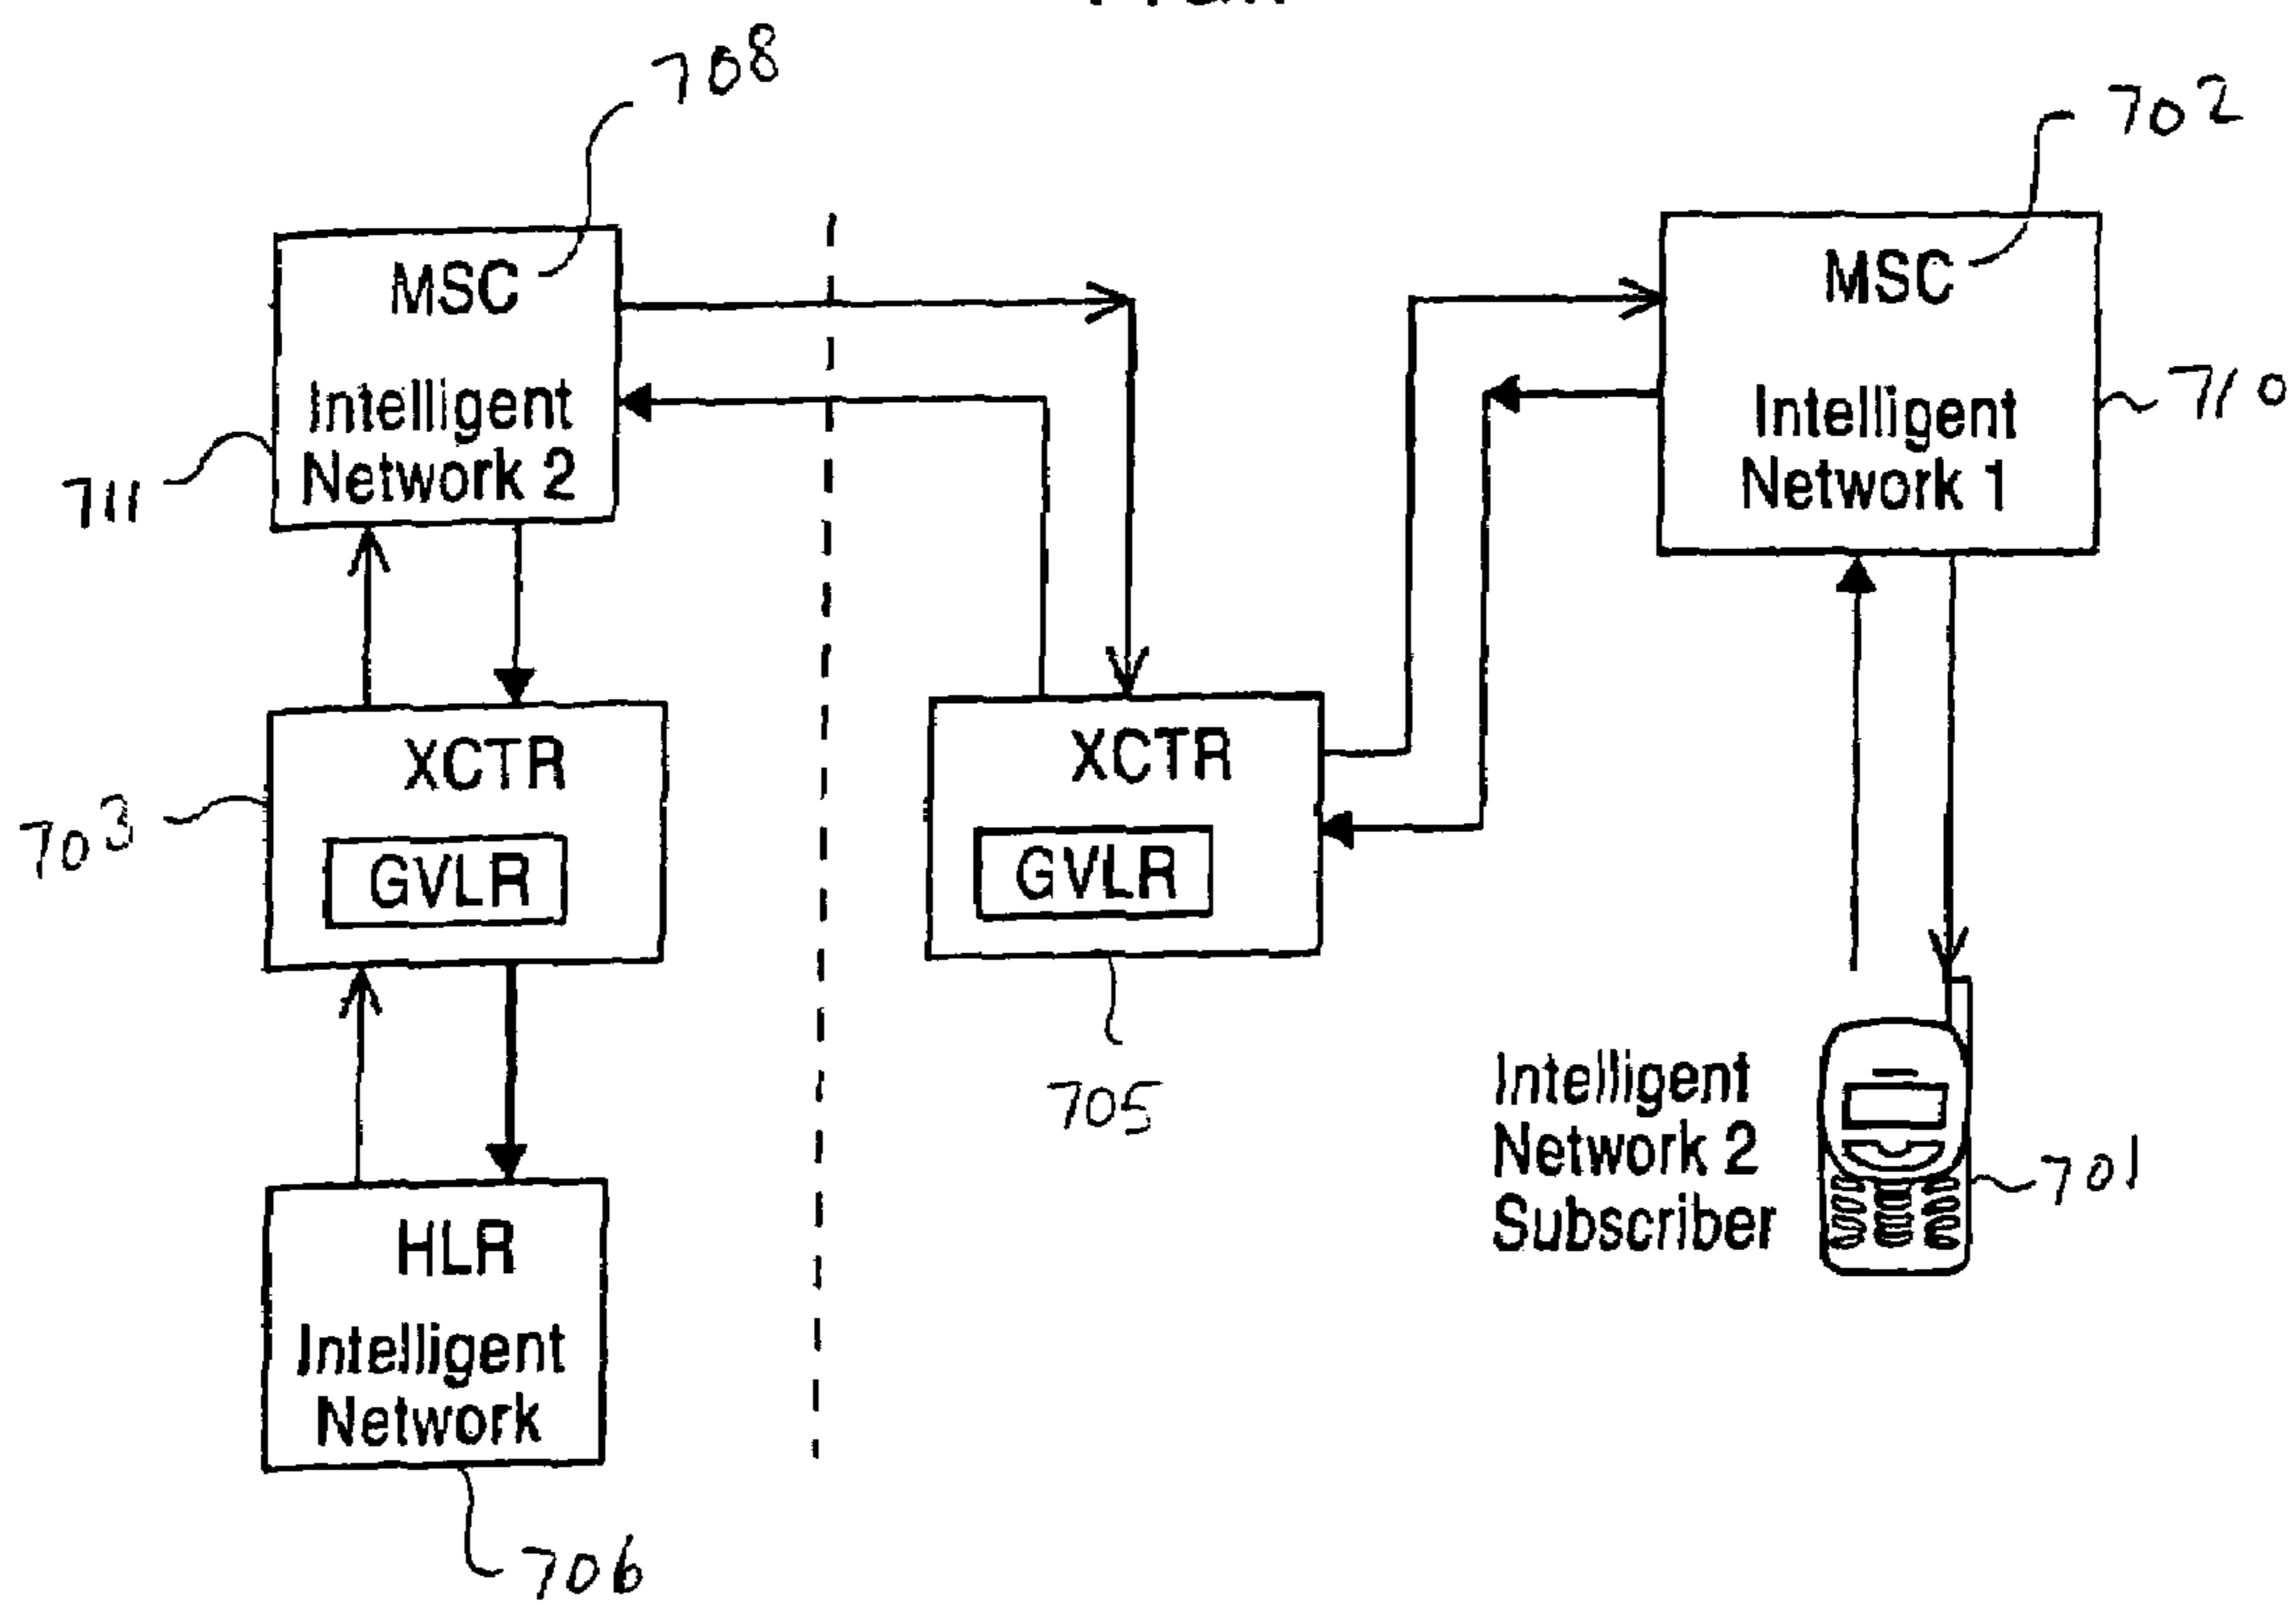 708
702
MSC
Intelligent
Network 2
711
MSC
Intelligent
Network 1
710
XCTR
GVLR
703
XCTR
GVLR
705
Intelligent
Network 2
Subscriber
701
HLR
Intelligent
Network
706